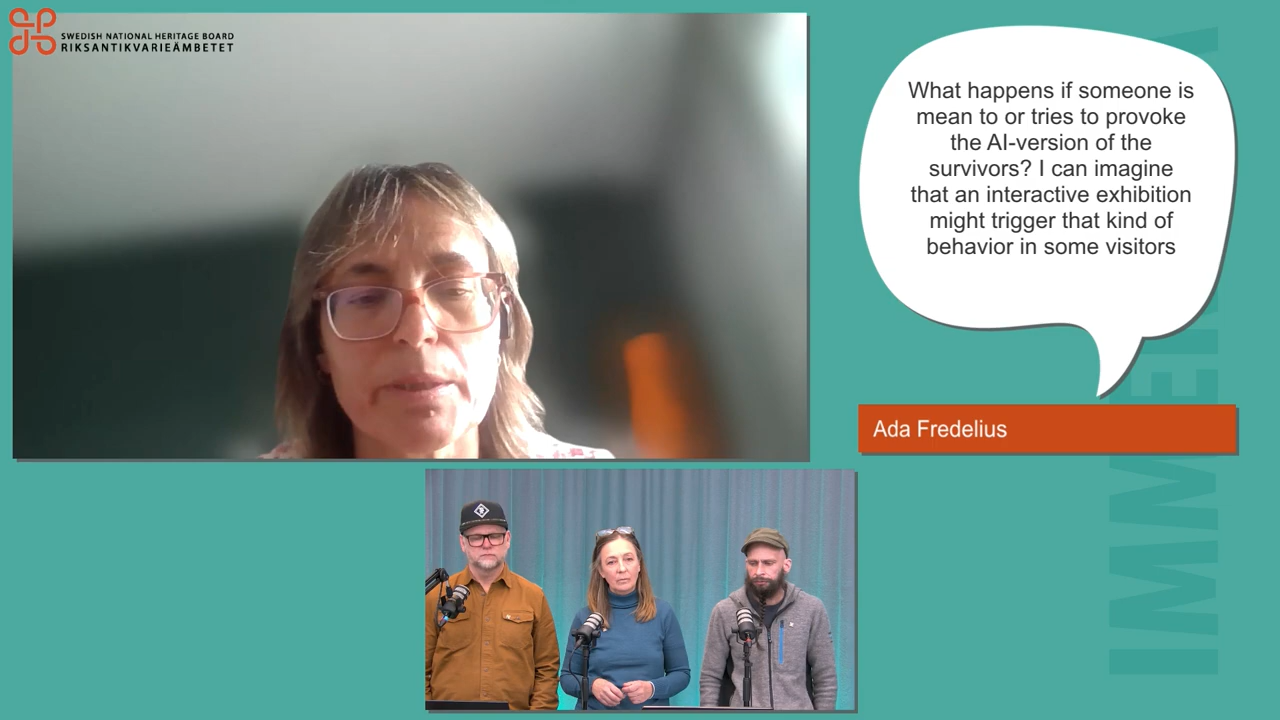 SWEDISH NATIONAL HERITAGE BOARD
RIKSANTIKVARIEÄMBETET
What happens if someone is
mean to or tries to provoke
the AI-version of the
survivors? I can imagine
that an interactive exhibition
might trigger that kind of
behavior in some visitors
Ada Fredelius